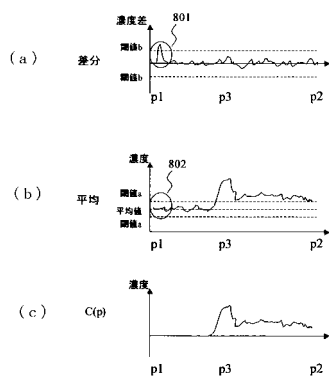 (a) 差分
濃度差
801
閾値b
閾値b
p1 p3 p2
(b) 平均
濃度
802
閾値a
平均値
閾値a
p1 p3 p2
(c) C(p)
濃度
p1 p3 p2